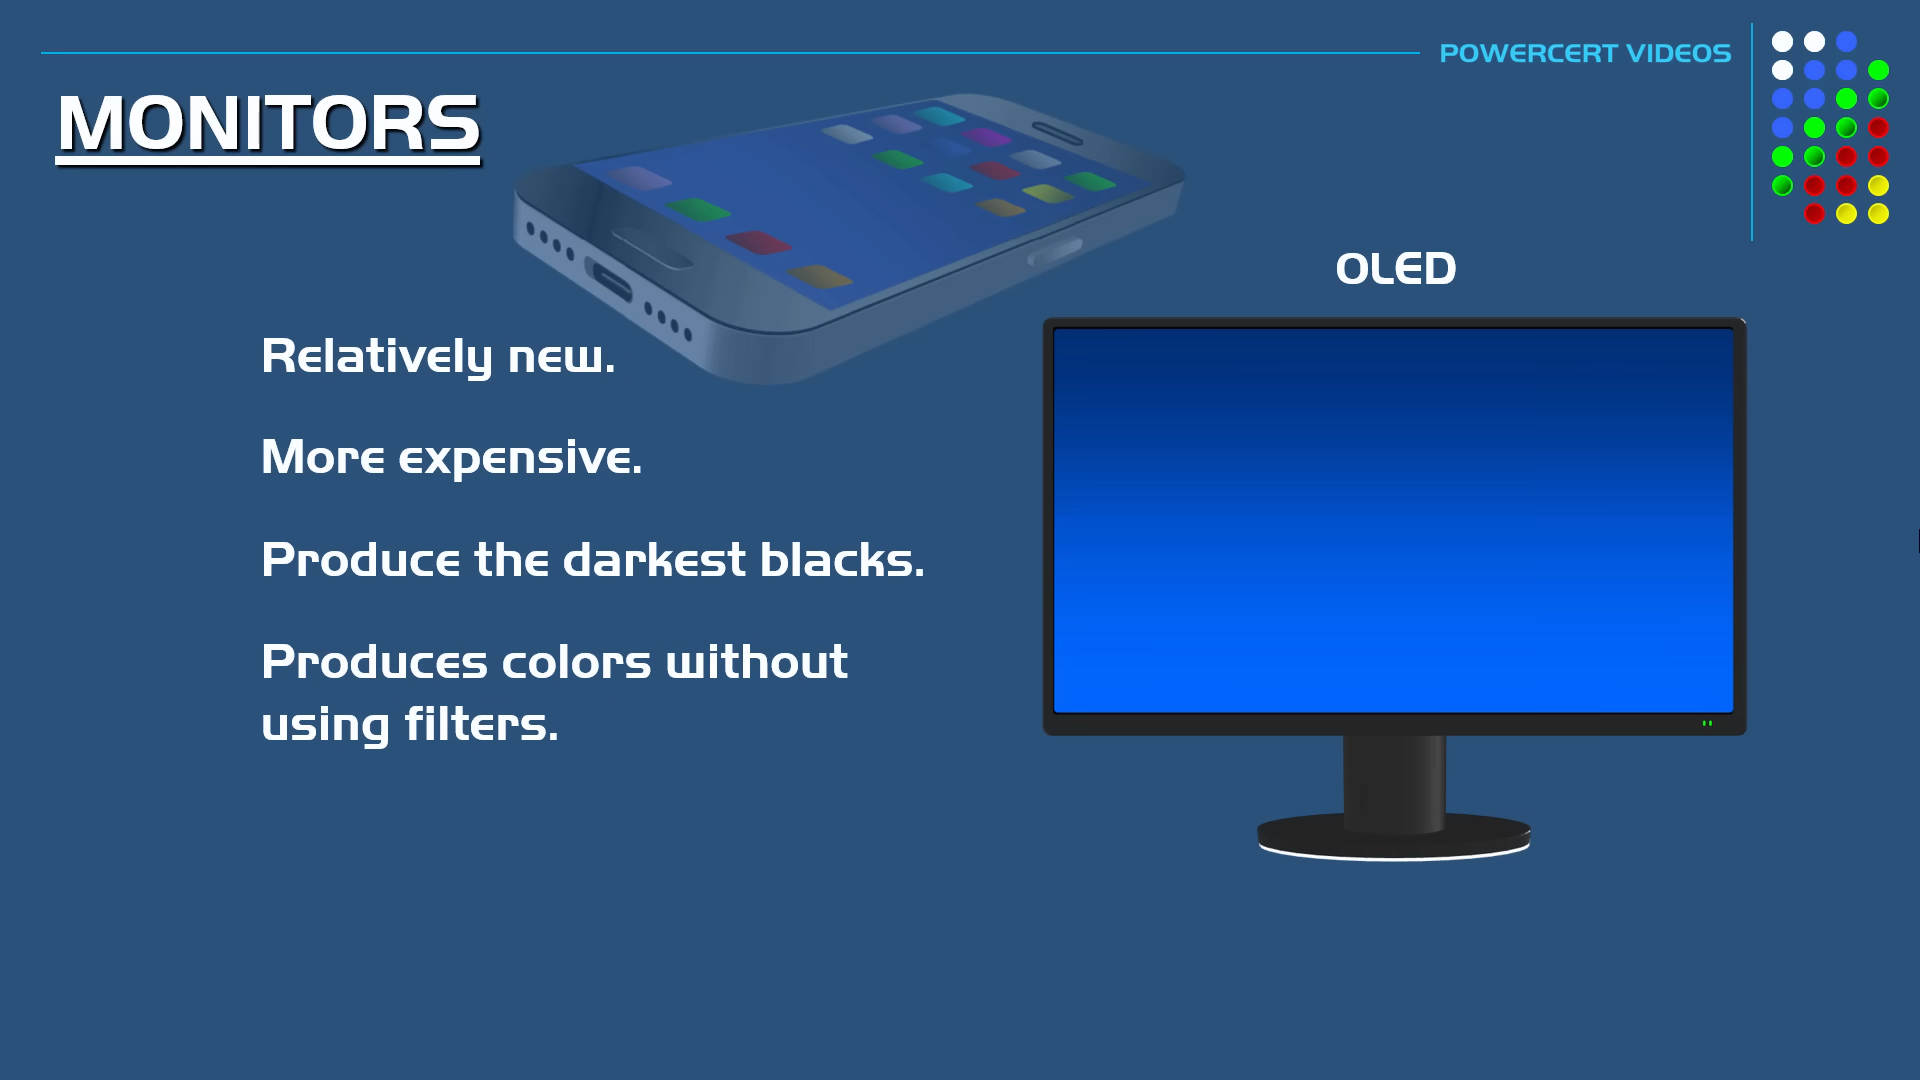 POWERCERT VIDEOS
MONITORS
OLED
Relatively new.
More expensive.
Produce the darkest blacks.
Produces colors without
using filters.